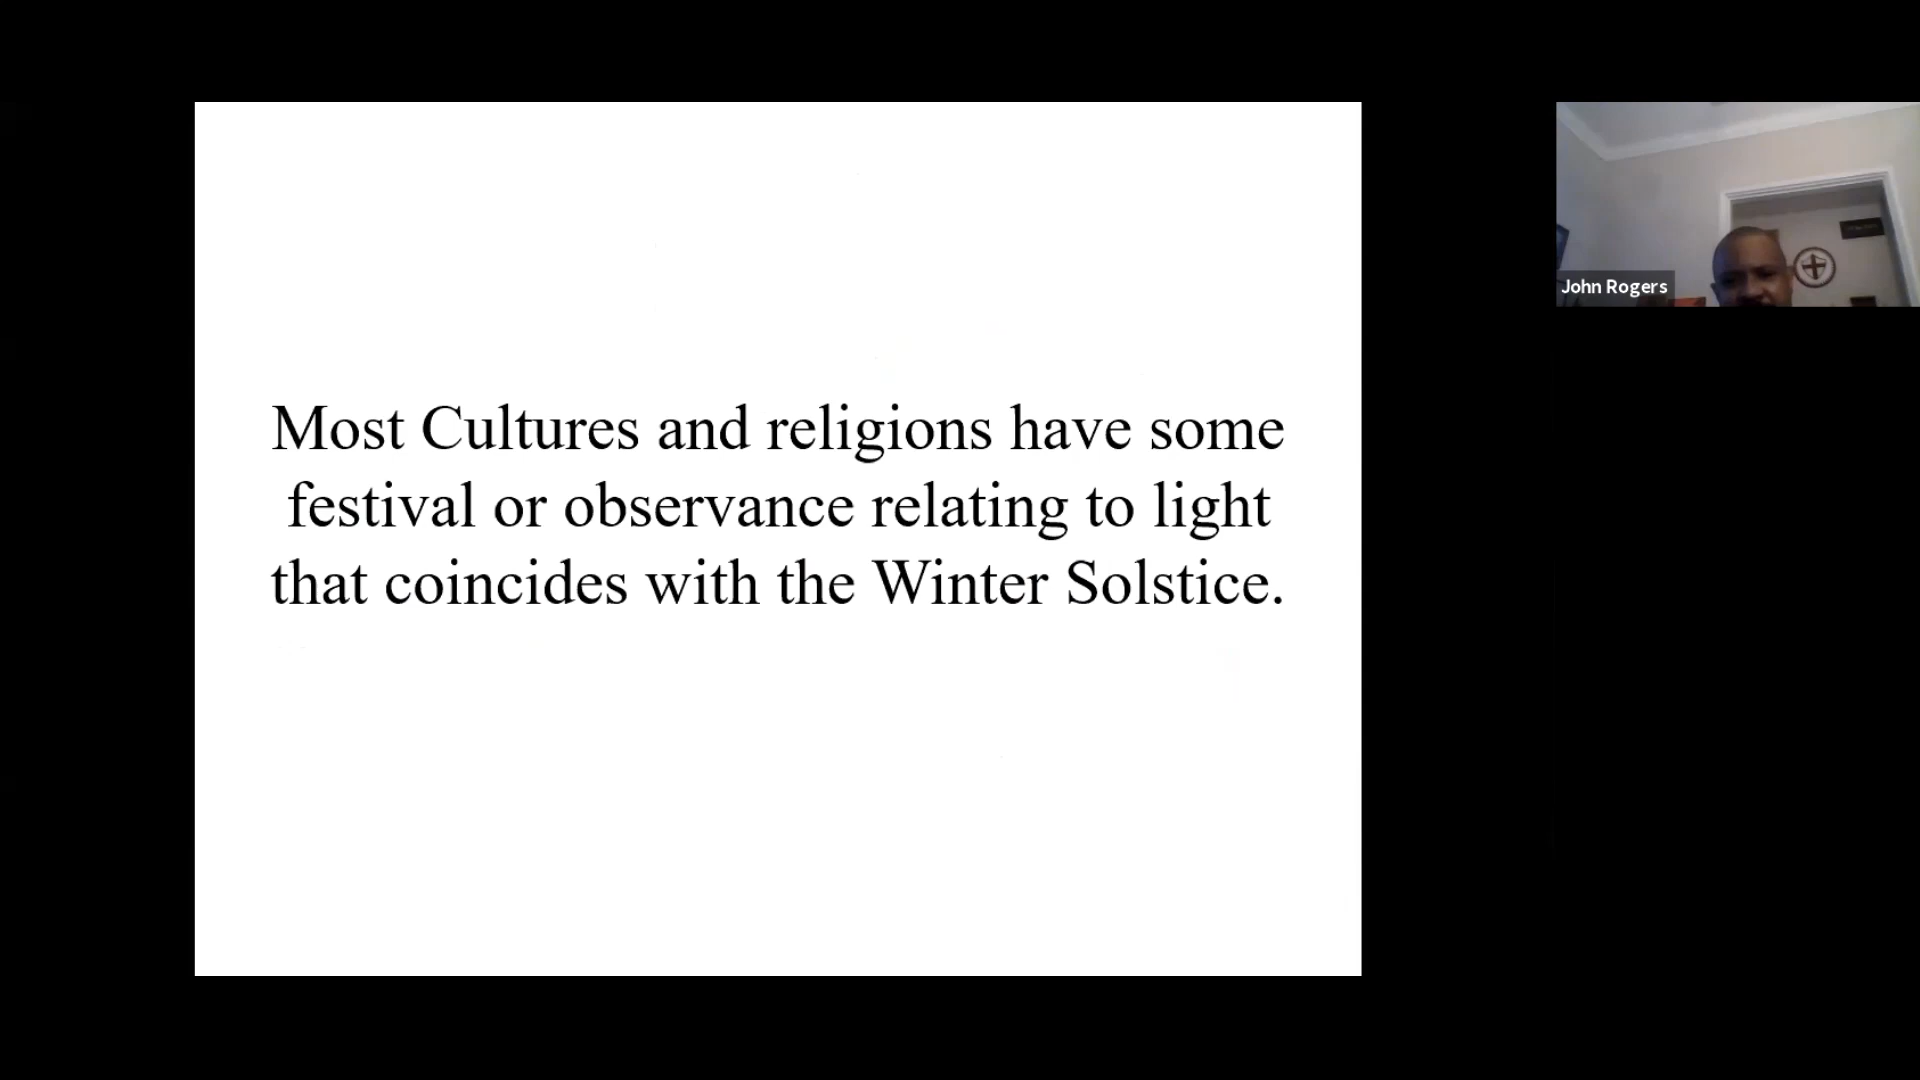 Most Cultures and religions have some
festival or observance relating to light
that coincides with the Winter Solstice.
John Rogers